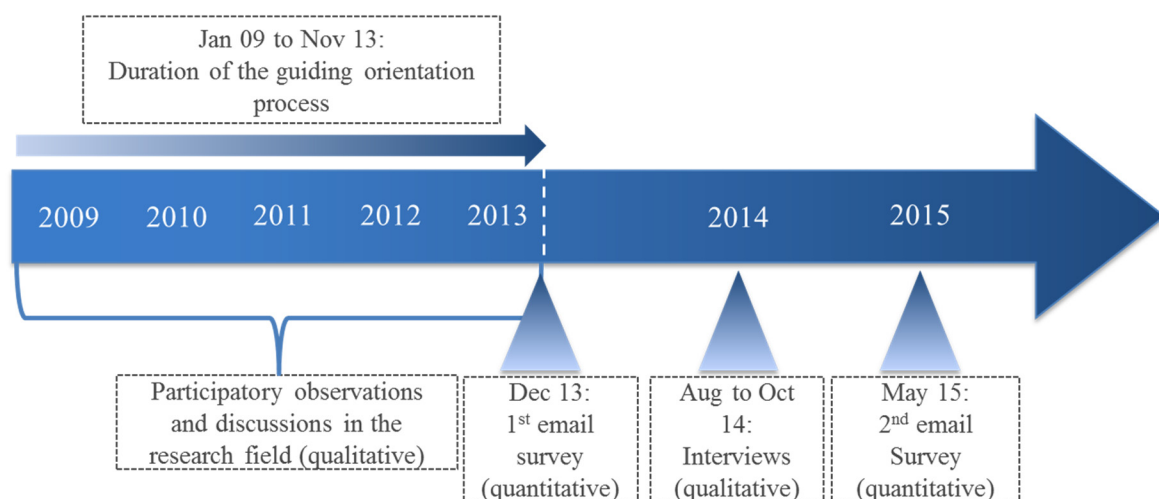 Jan 09 to Nov 13:
Duration of the guiding orientation
process
2009 2010 2011 2012 2013 2014 2015
Participatory observations
and discussions in the
research field (qualitative)
Dec 13:
1st email
survey
(quantitative)
Aug to Oct
14:
Interviews
(qualitative)
May 15:
2nd email
Survey
(quantitative)